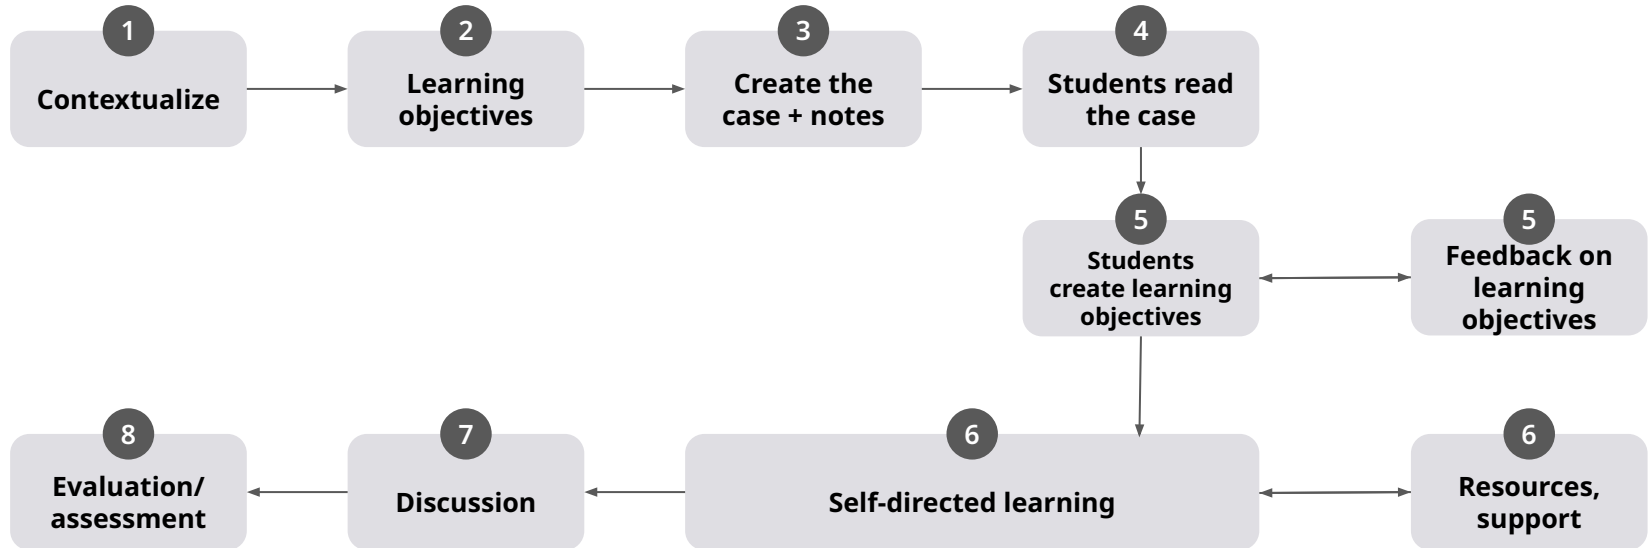 1
Contextualize
2
Learning
objectives
3
Create the
case + notes
4
Students read
the case
5
Students
create learning
objectives
5
Feedback on
learning
objectives
8
Evaluation/
assessment
7
Discussion
6
Self-directed learning
6
Resources,
support